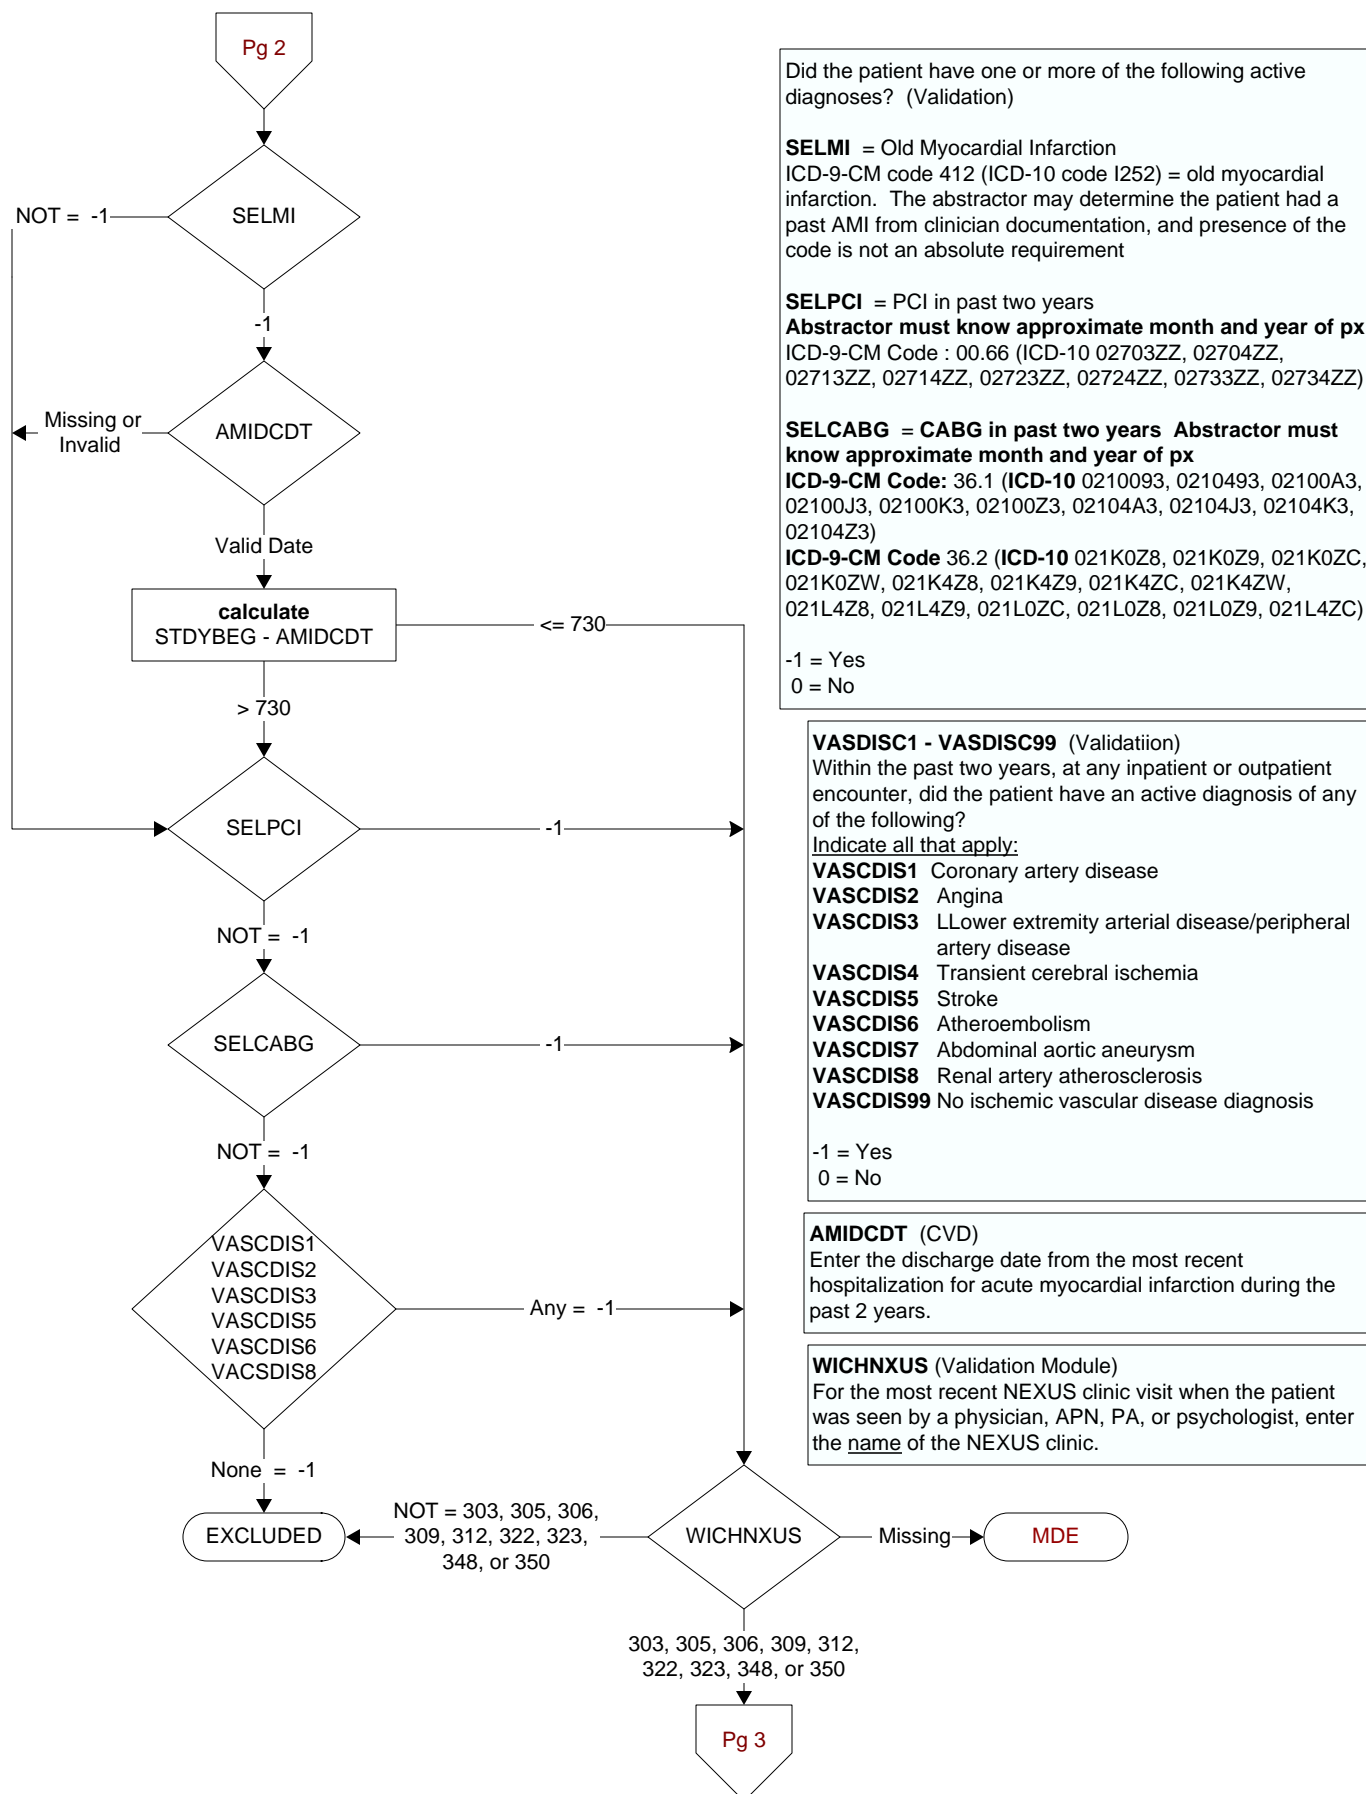 Pg 2
SELMI
NOT = -1
-1
AMIDCDT
Missing or
Invalid
Valid Date
calculate
STDYBEG - AMIDCDT
<= 730
> 730
SELPCI
-1
NOT = -1
SELCABG
-1
NOT = -1
VASCDIS1
VASCDIS2
VASCDIS3
VASCDIS5
VASCDIS6
VACSDIS8
Any = -1
None = -1
EXCLUDED
NOT = 303, 305, 306,
309, 312, 322, 323,
348, or 350
WICHNXUS
Missing
MDE
303, 305, 306, 309, 312,
322, 323, 348, or 350
Pg 3
Did the patient have one or more of the following active
diagnoses? (Validation)
SELMI = Old Myocardial Infarction
ICD-9-CM code 412 (ICD-10 code I252) = old myocardial
infarction. The abstractor may determine the patient had a
past AMI from clinician documentation, and presence of the
code is not an absolute requirement
SELPCI = PCI in past two years
Abstractor must know approximate month and year of px
ICD-9-CM Code : 00.66 (ICD-10 02703ZZ, 02704ZZ,
02713ZZ, 02714ZZ, 02723ZZ, 02724ZZ, 02733ZZ, 02734ZZ)
SELCABG = CABG in past two years Abstractor must
know approximate month and year of px
ICD-9-CM Code: 36.1 (ICD-10 0210093, 0210493, 02100A3,
02100J3, 02100K3, 02100Z3, 02104A3, 02104J3, 02104K3,
02104Z3)
ICD-9-CM Code 36.2 (ICD-10 021K0Z8, 021K0Z9, 021K0ZC,
021K0ZW, 021K4Z8, 021K4Z9, 021K4ZC, 021K4ZW,
021L4Z8, 021L4Z9, 021L0ZC, 021L0Z8, 021L0Z9, 021L4ZC)
-1 = Yes
0 = No
VASDISC1 - VASDISC99 (Validatiion)
Within the past two years, at any inpatient or outpatient
encounter, did the patient have an active diagnosis of any
of the following?
Indicate all that apply:
VASCDIS1 Coronary artery disease
VASCDIS2 Angina
VASCDIS3 LLower extremity arterial disease/peripheral
artery disease
VASCDIS4 Transient cerebral ischemia
VASCDIS5 Stroke
VASCDIS6 Atheroembolism
VASCDIS7 Abdominal aortic aneurysm
VASCDIS8 Renal artery atherosclerosis
VASCDIS99 No ischemic vascular disease diagnosis
-1 = Yes
0 = No
AMIDCDT (CVD)
Enter the discharge date from the most recent
hospitalization for acute myocardial infarction during the
past 2 years.
WICHNXUS (Validation Module)
For the most recent NEXUS clinic visit when the patient
was seen by a physician, APN, PA, or psychologist, enter
the name of the NEXUS clinic.